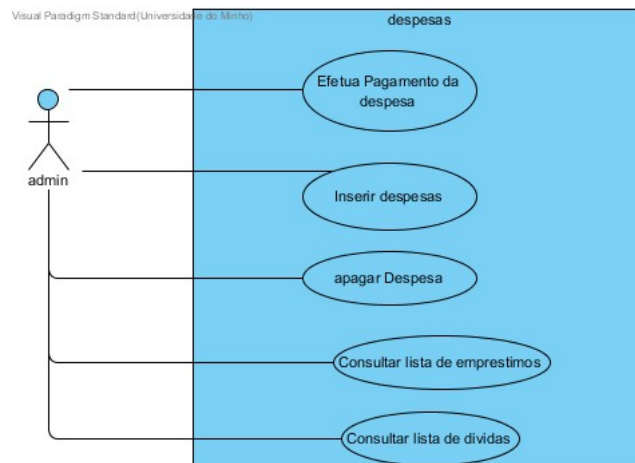 Visual Paradigm Standard(Universidade do Minho)
despesas
Efetua Pagamento da
despesa
admin
Inserir despesas
apagar Despesa
Consultar lista de emprestimos
Consultar lista de dividas